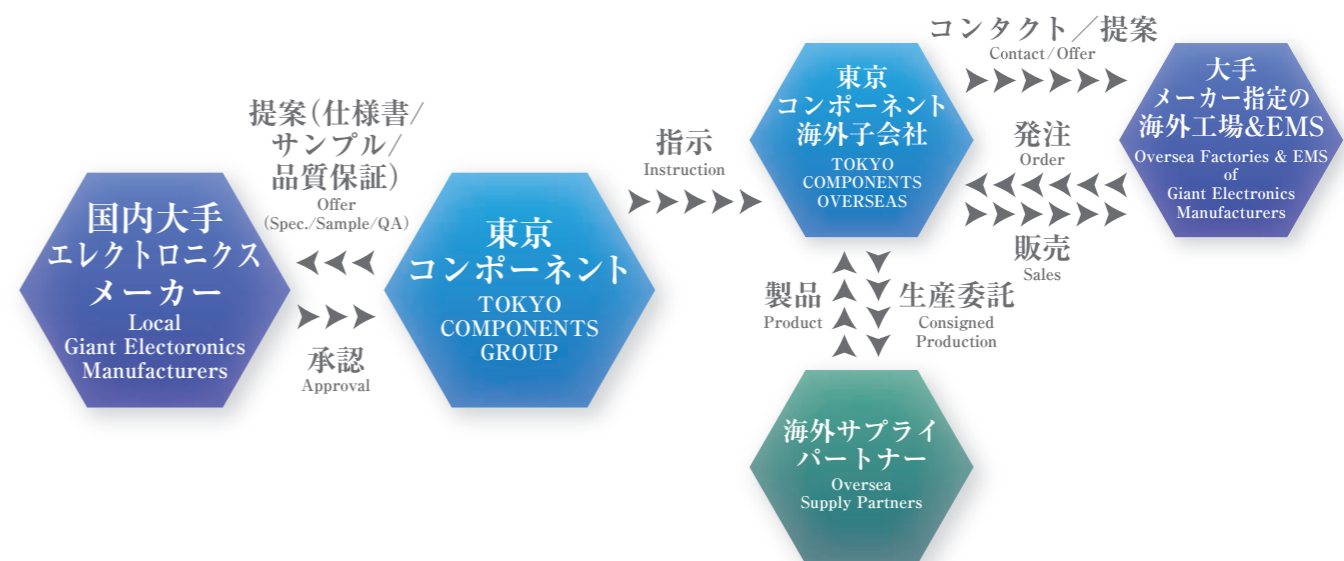 提案(仕様書/
サンプル/
品質保証)
Offer
(Spec./Sample/QA)
国内大手
エレクトロニクス
メーカー
Local
Giant Electoronics
Manufacturers
承認
Approval
東京
コンポーネント
TOKYO
COMPONENTS
GROUP
指示
Instruction
東京
コンポーネント
海外子会社
TOKYO
COMPONENTS
OVERSEAS
コンタクト／提案
Contact/Offer
発注
Order
販売
Sales
大手
メーカー指定の
海外工場&EMS
Oversea Factories & EMS
of
Giant Electronics
Manufacturers
製品
Product
生産委託
Consigned
Production
海外サプライ
パートナー
Oversea
Supply Partners